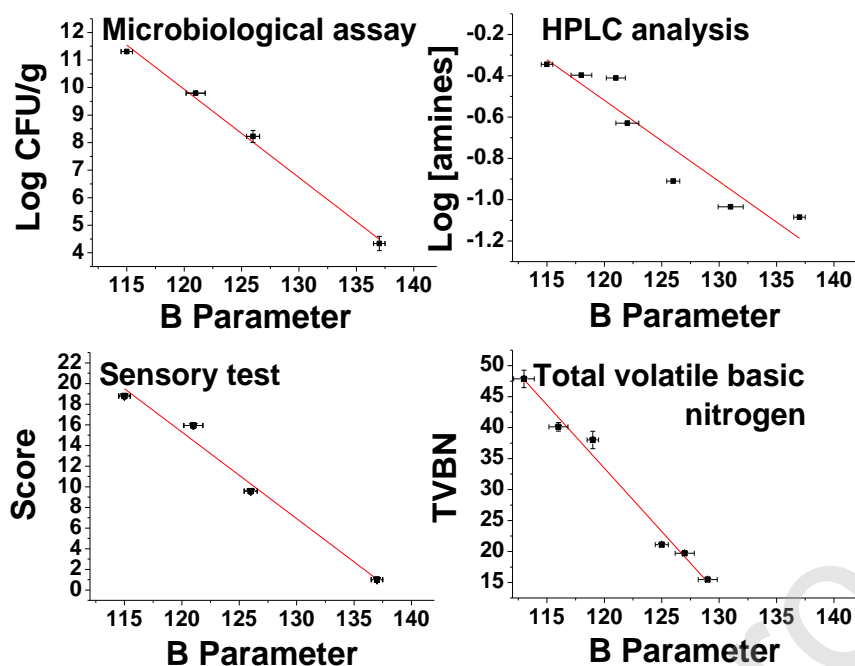 Microbiological assay
Log CFU/g
12
11
10
9
8
7
6
5
4
115 120 125 130 135 140
B Parameter
HPLC analysis
Log [amines]
-0.2
-0.4
-0.6
-0.8
-1.0
-1.2
115 120 125 130 135 140
B Parameter
Sensory test
Score
22
20
18
16
14
12
10
8
6
4
2
0
115 120 125 130 135 140
B Parameter
Total volatile basic
nitrogen
TVBN
50
45
40
35
30
25
20
15
115 120 125 130 135 140
B Parameter